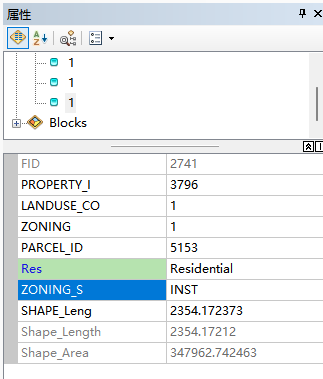 属性
1
1
1
Blocks
FID 2741
PROPERTY_I 3796
LANDUSE_CO 1
ZONING 1
PARCEL_ID 5153
Res Residential
ZONING_S INST
SHAPE_Leng 2354.172373
Shape_Length 2354.17212
Shape_Area 347962.742463